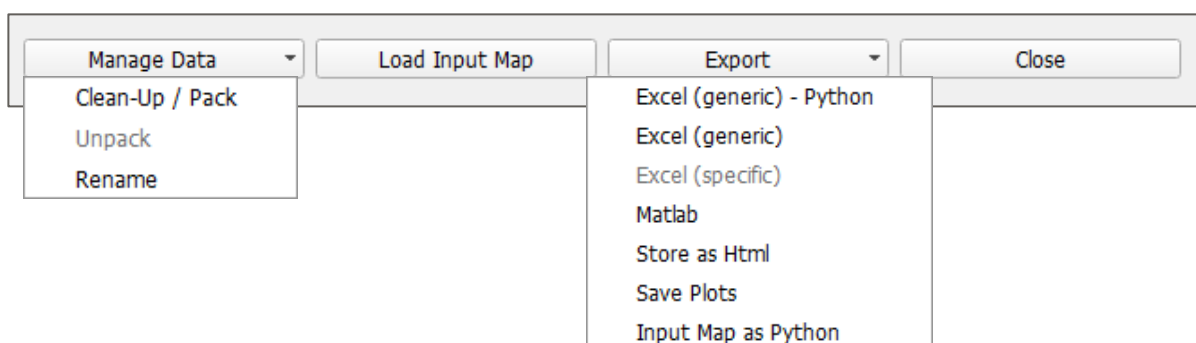 Manage Data
Load Input Map
Export
Close
Clean-Up / Pack
Unpack
Rename
Excel (generic) - Python
Excel (generic)
Excel (specific)
Matlab
Store as Html
Save Plots
Input Map as Python